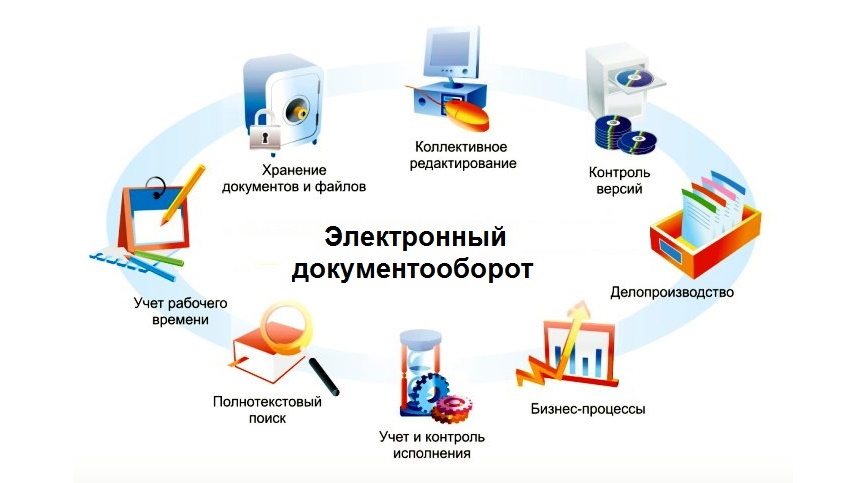 Коллективное
редактирование
Хранение
документов и файлов
Контроль
версий
Электронный
документооборот
Делопроизводство
Учет рабочего
времени
Полнотекстовый
поиск
Бизнес-процессы
Учет и контроль
исполнения